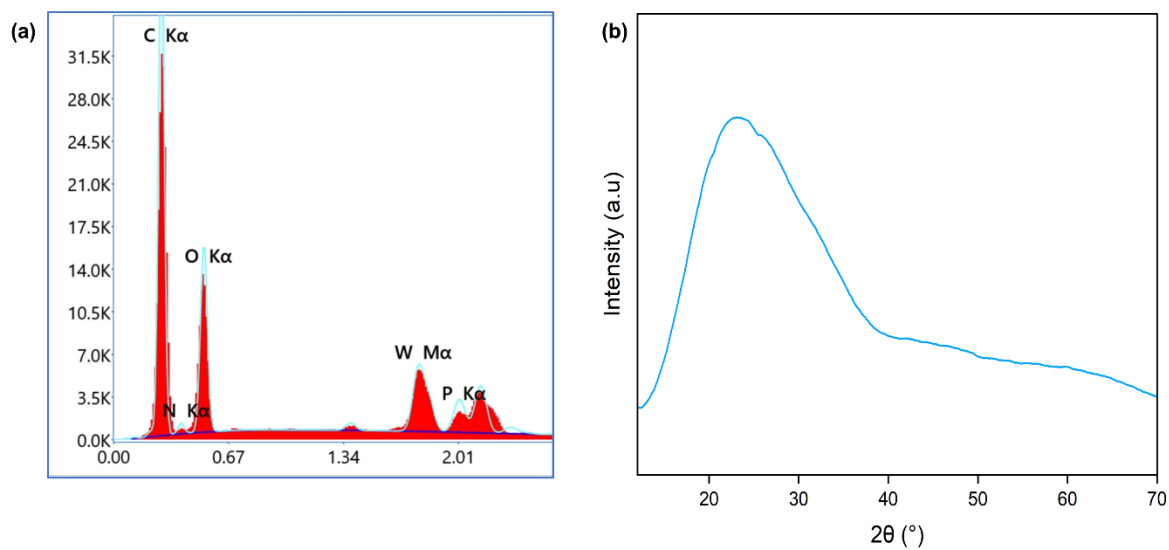 (a)
C Kα
31.5K
28.0K
24.5K
21.0K
17.5K
O Kα
14.0K
10.5K
7.0K
W Mα
P Kα
3.5K
N Kα
0.0K
0.00 0.67 1.34 2.01
(b)
Intensity (a.u)
20 30 40 50 60 70
2θ (°)